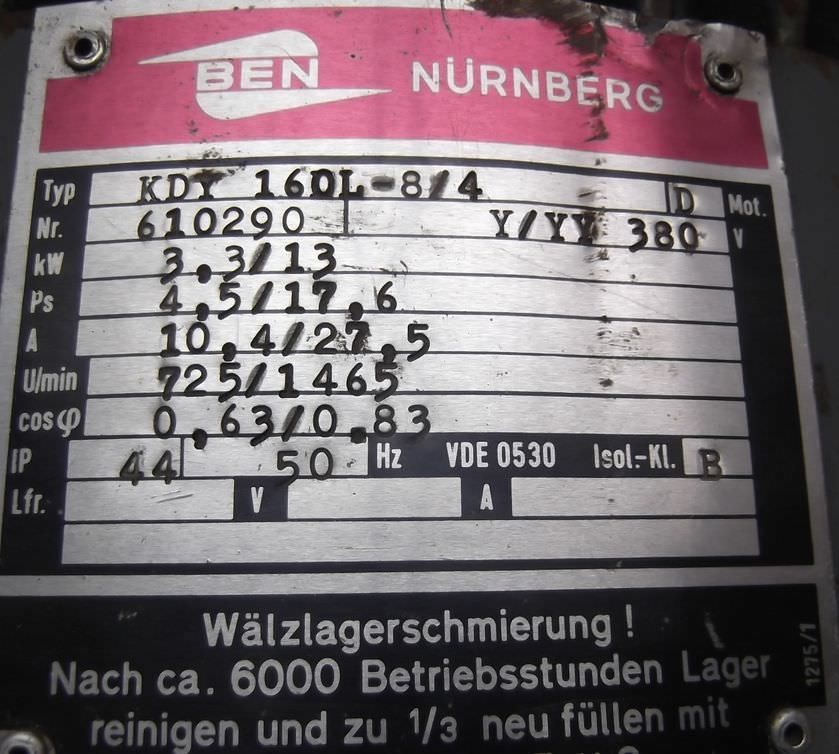 BEN NÜRNBERG
Typ KDY 160L-8/4 D Mot.
Nr. 610290 Y/YY 380 V
kW 3,3/13
Ps 4,5/17,6
A 10,4/27,5
U/min 725/1465
cosφ 0,63/0,83
IP 44 50 Hz VDE 0530 Isol.-Kl. B
Lfr. V A
Wälzlagerschmierung !
Nach ca. 6000 Betriebsstunden Lager
reinigen und zu 1/3 neu füllen mit
1275/1